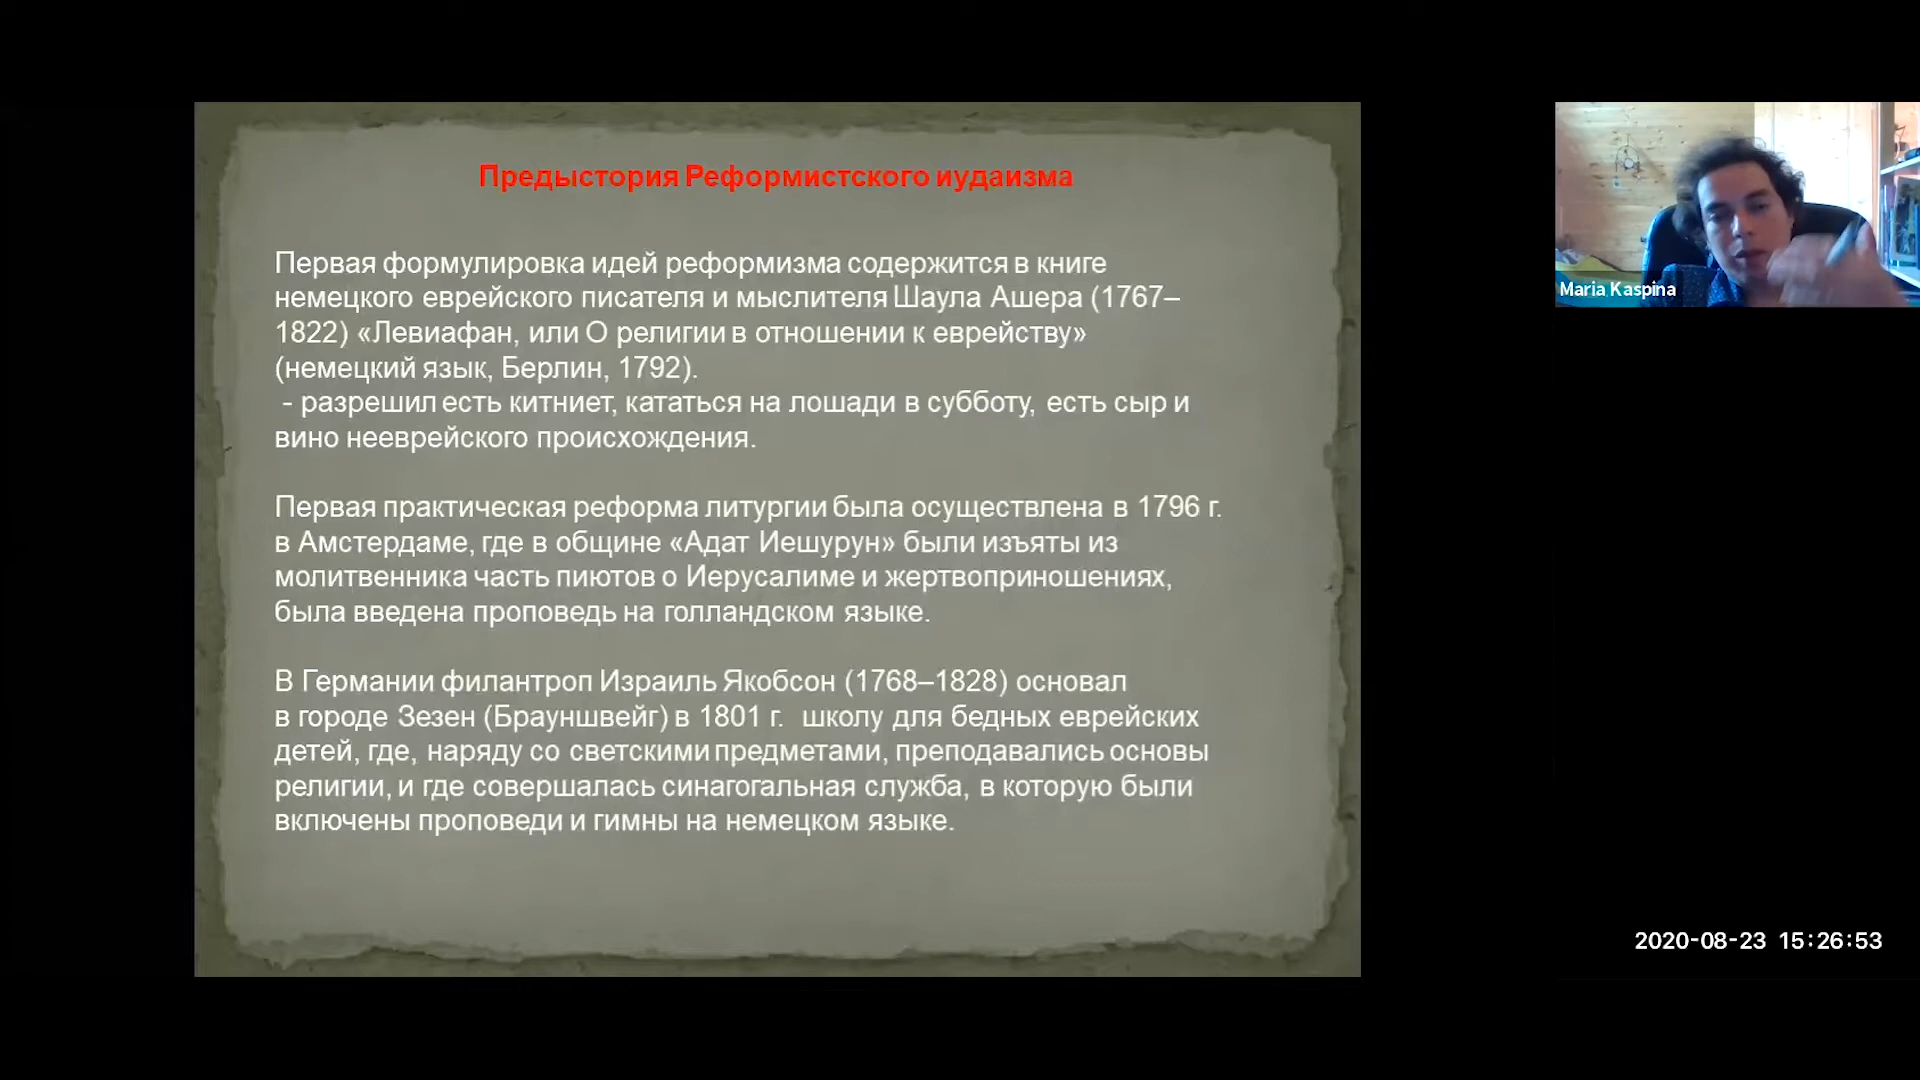 Предыстория Реформистского иудаизма
Первая формулировка идей реформизма содержится в книге
немецкого еврейского писателя и мыслителя Шаула Ашера (1767–
1822) «Левиафан, или О религии в отношении к еврейству»
(немецкий язык, Берлин, 1792).
- разрешил есть китниет, кататься на лошади в субботу, есть сыр и
вино нееврейского происхождения.
Первая практическая реформа литургии была осуществлена в 1796 г.
в Амстердаме, где в общине «Адат Иешурун» были изъяты из
молитвенника часть пиютов о Иерусалиме и жертвоприношениях,
была введена проповедь на голландском языке.
В Германии филантроп Израиль Якобсон (1768–1828) основал
в городе Зезен (Брауншвейг) в 1801 г. школу для бедных еврейских
детей, где, наряду со светскими предметами, преподавались основы
религии, и где совершалась синагогальная служба, в которую были
включены проповеди и гимны на немецком языке.
Maria Kaspina
2020-08-23 15:26:53